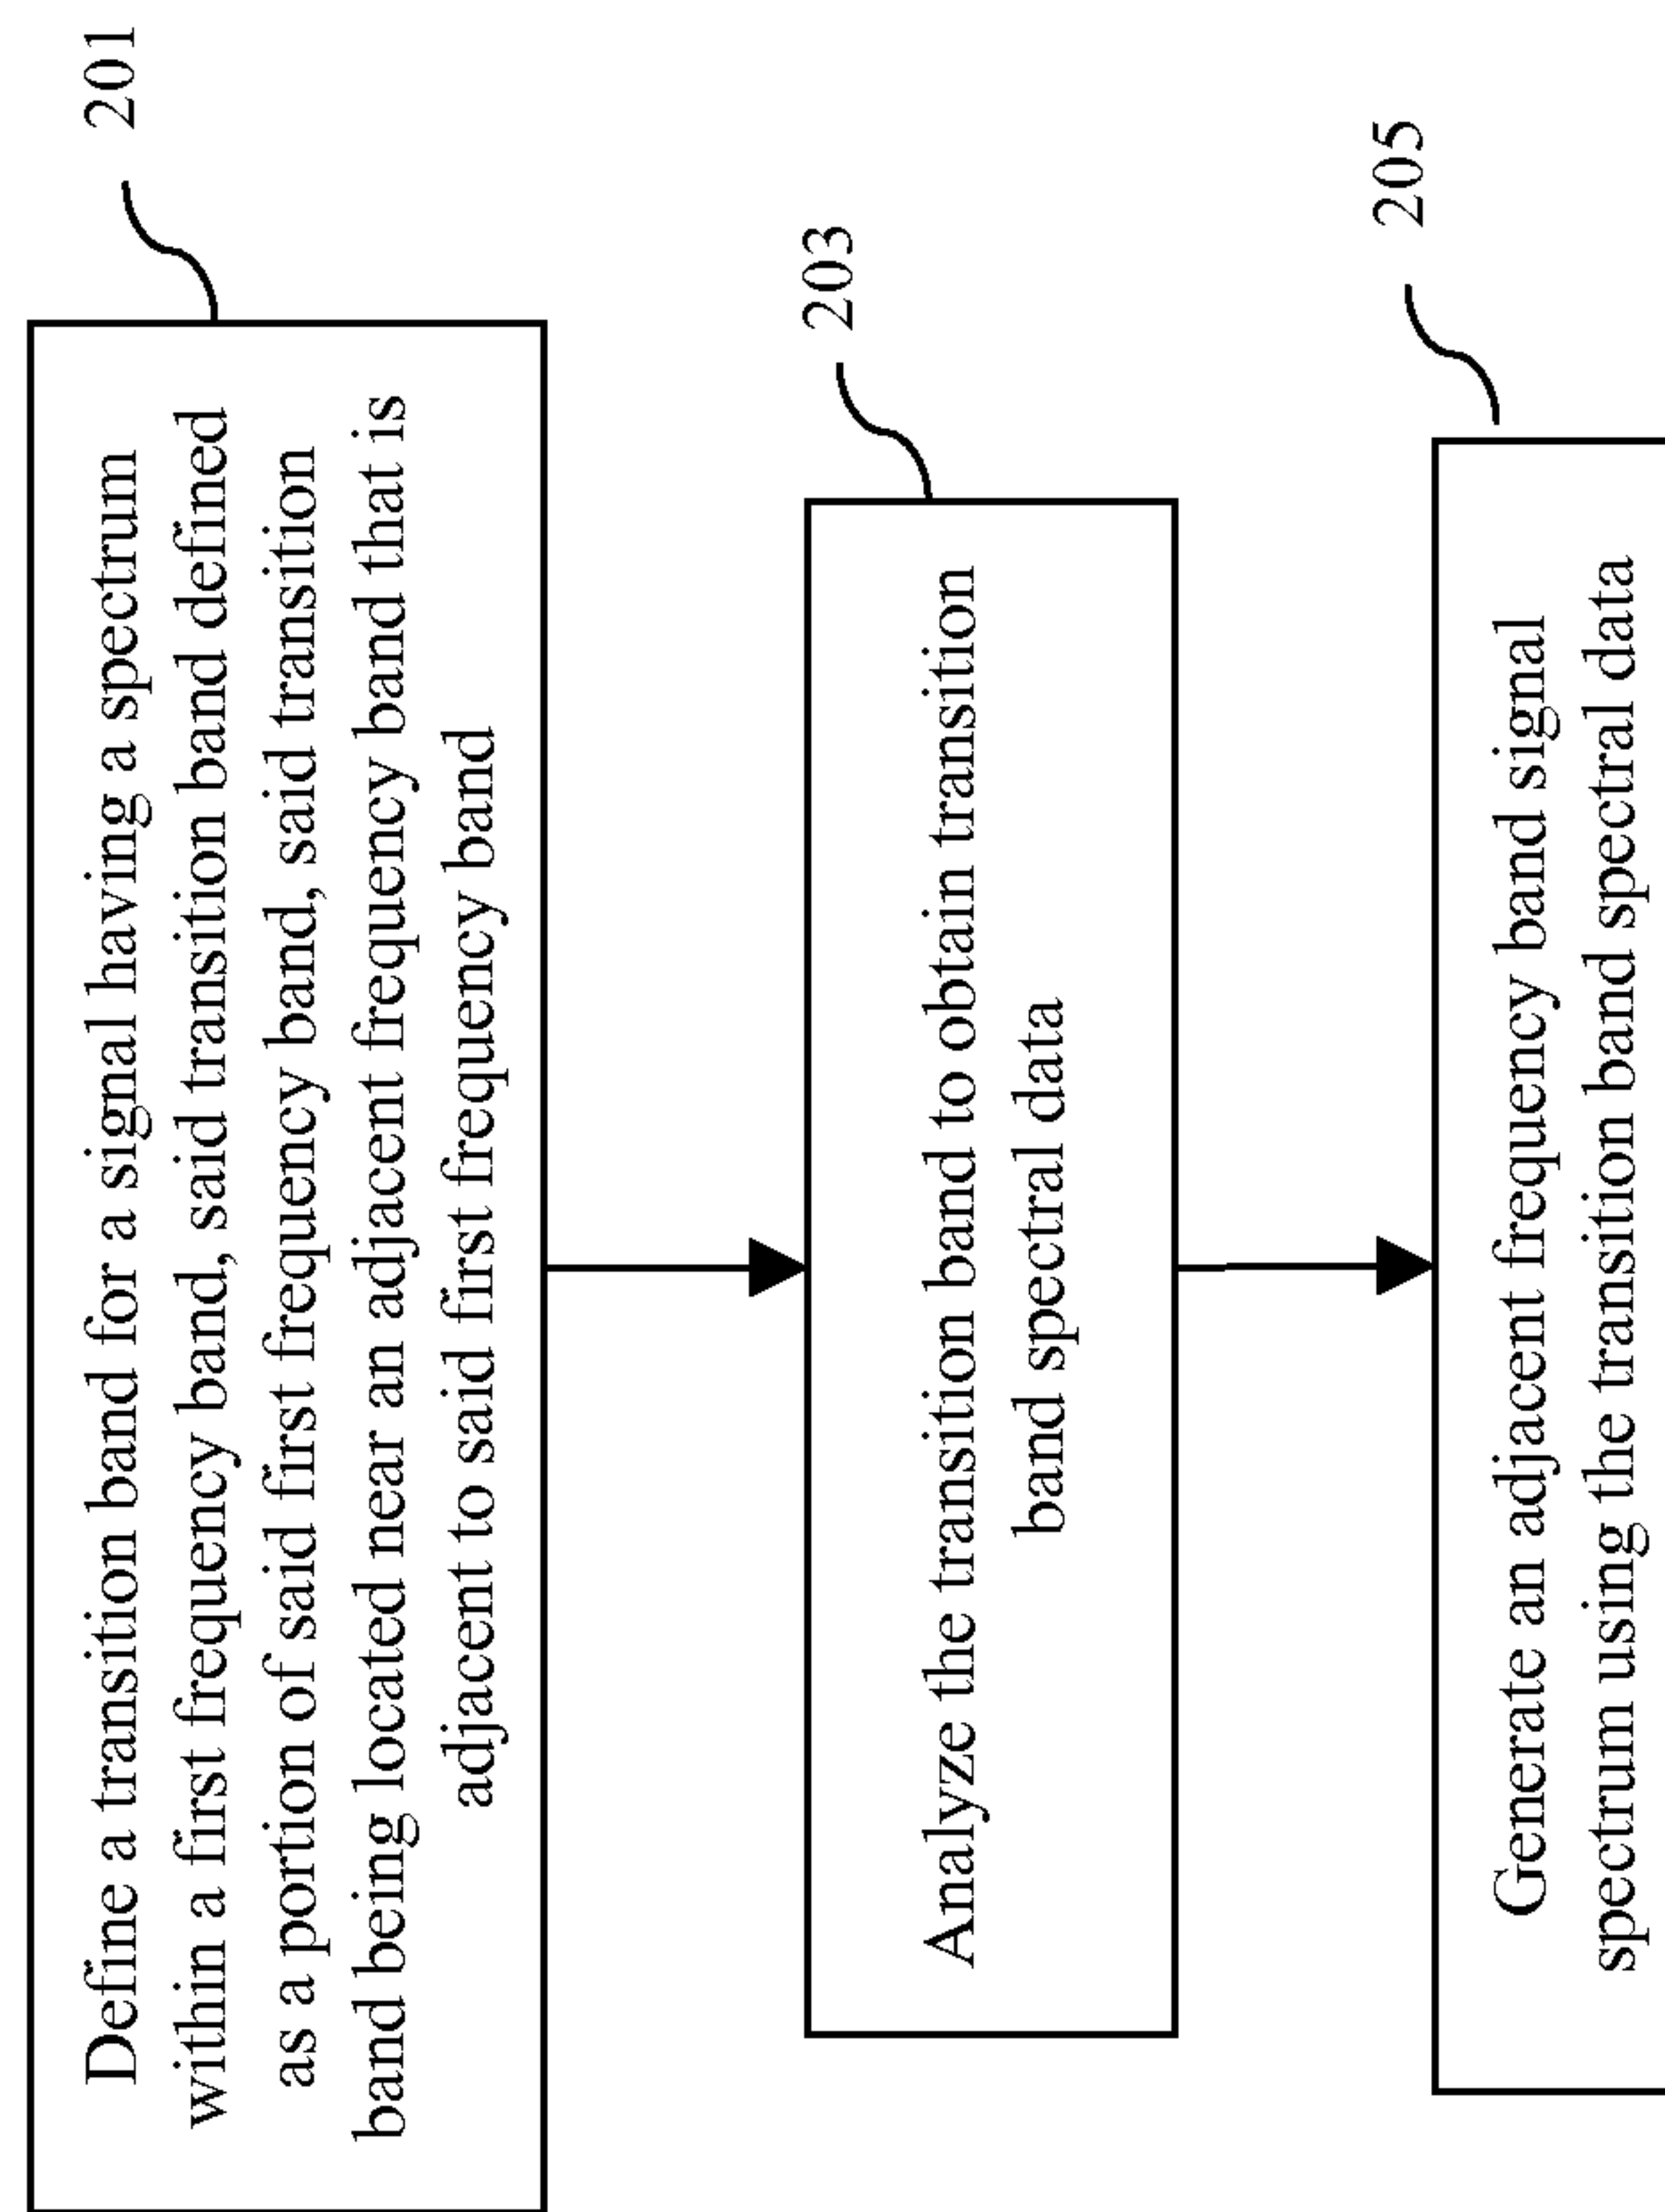 Define a transition band for a signal having a spectrum
within a first frequency band, said transition band defined
as a portion of said first frequency band, said transition
band being located near an adjacent frequency band that is
adjacent to said first frequency band
201
Analyze the transition band to obtain transition
band spectral data
203
Generate an adjacent frequency band signal
spectrum using the transition band spectral data
205